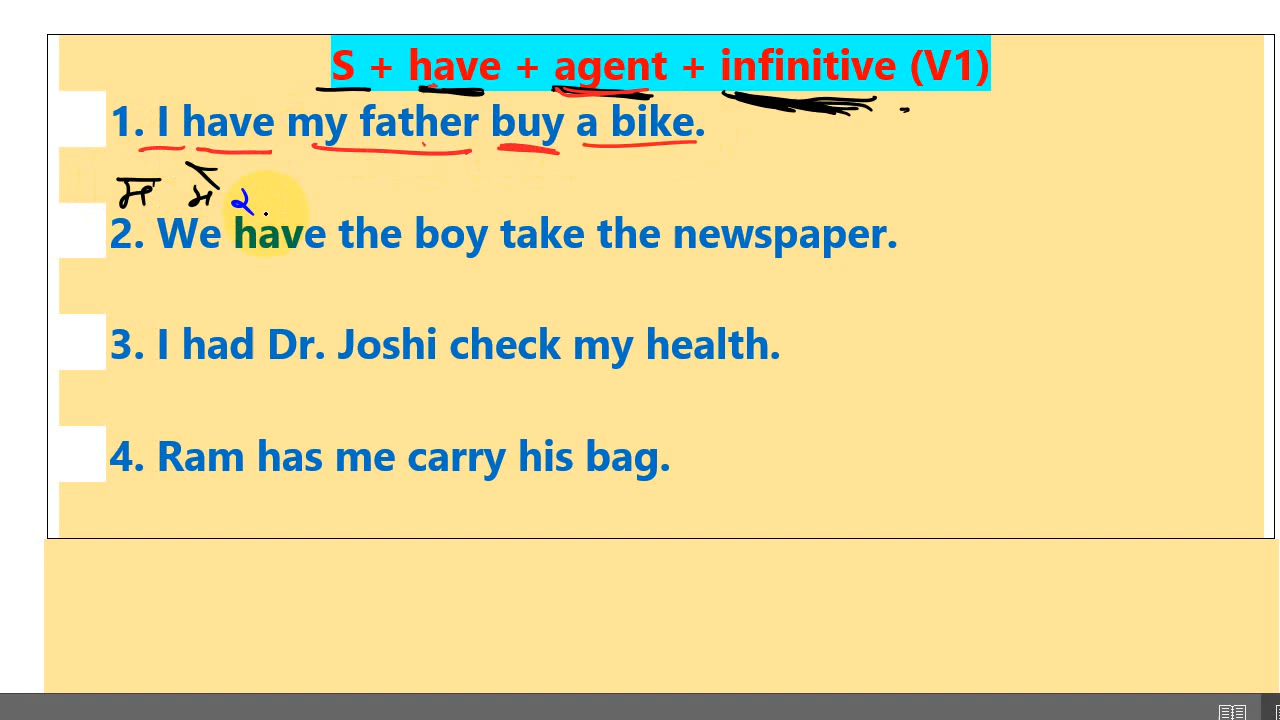 S + have + agent + infinitive (V1)
1. I have my father buy a bike.
2. We have the boy take the newspaper.
3. I had Dr. Joshi check my health.
4. Ram has me carry his bag.